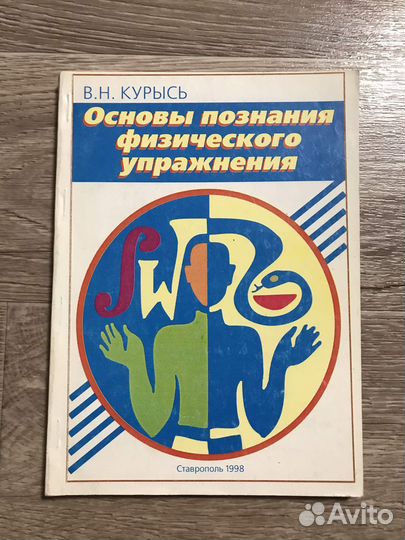 В.Н. КУРЫСЬ
Основы познания
физического
упражнения
Ставрополь 1998
Avito